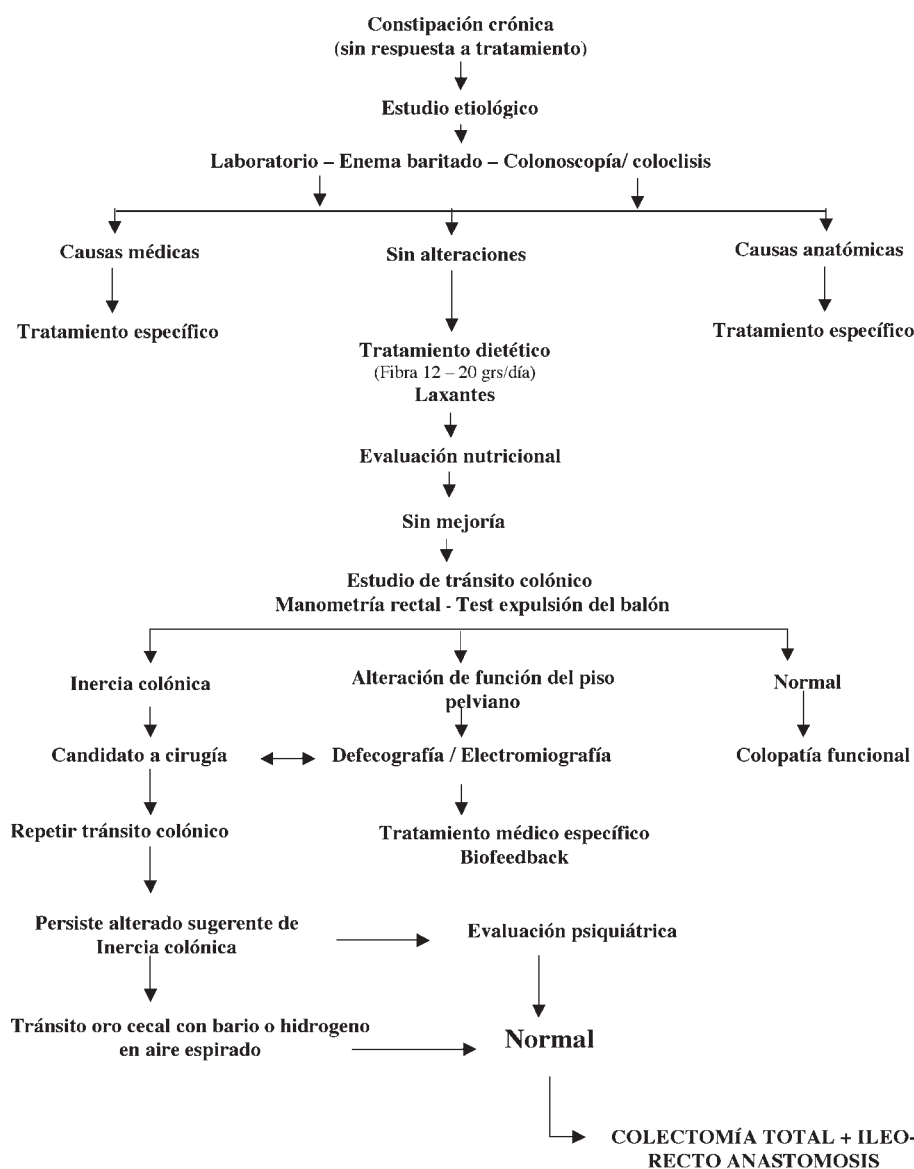 Constipación crónica
(sin respuesta a tratamiento)
Estudio etiológico
Laboratorio – Enema baritado – Colonoscopía/ coloclisis
Causas médicas
Sin alteraciones
Causas anatómicas
Tratamiento específico
Tratamiento específico
Tratamiento dietético
(Fibra 12 – 20 grs/día)
Laxantes
Evaluación nutricional
Sin mejoría
Estudio de tránsito colónico
Manometría rectal - Test expulsión del balón
Inercia colónica
Alteración de función del piso
pelviano
Normal
Candidato a cirugía
Defecografía / Electromiografía
Colopatía funcional
Repetir tránsito colónico
Tratamiento médico específico
Biofeedback
Persiste alterado sugerente de
Inercia colónica
Evaluación psiquiátrica
Tránsito oro cecal con bario o hidrogeno
en aire espirado
Normal
COLECTOMÍA TOTAL + ILEO-
RECTO ANASTOMOSIS